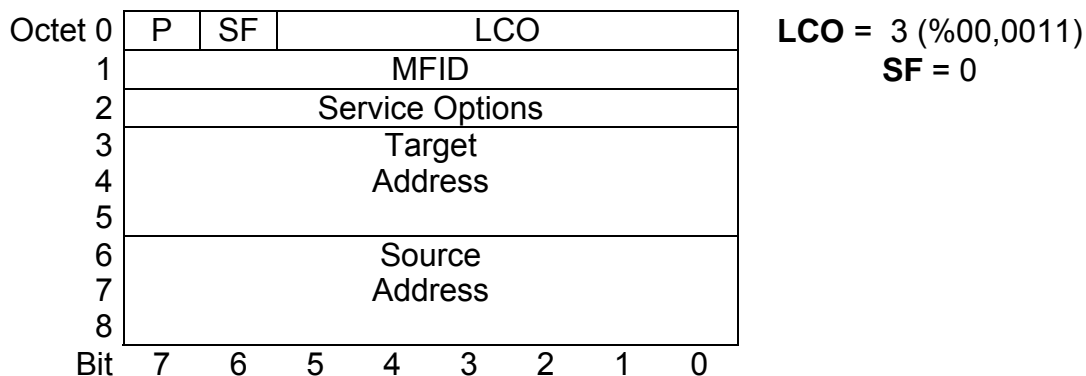 Octet 0 P SF LCO LCO = 3 (%00,0011)
1 MFID SF = 0
2 Service Options
3 Target
4 Address
5
6 Source
7 Address
8
Bit 7 6 5 4 3 2 1 0